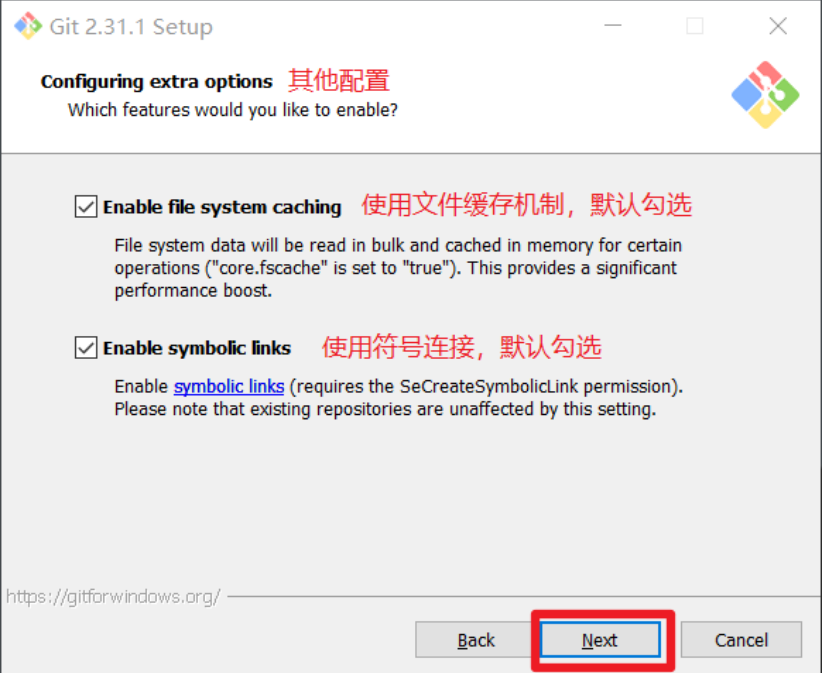 Git 2.31.1 Setup
Configuring extra options 其他配置
Which features would you like to enable?
Enable file system caching 使用文件缓存机制，默认勾选
File system data will be read in bulk and cached in memory for certain
operations ("core.fscache" is set to "true"). This provides a significant
performance boost.
Enable symbolic links 使用符号连接，默认勾选
Enable symbolic links (requires the SeCreateSymbolicLink permission).
Please note that existing repositories are unaffected by this setting.
https://gitforwindows.org/
Back Next Cancel